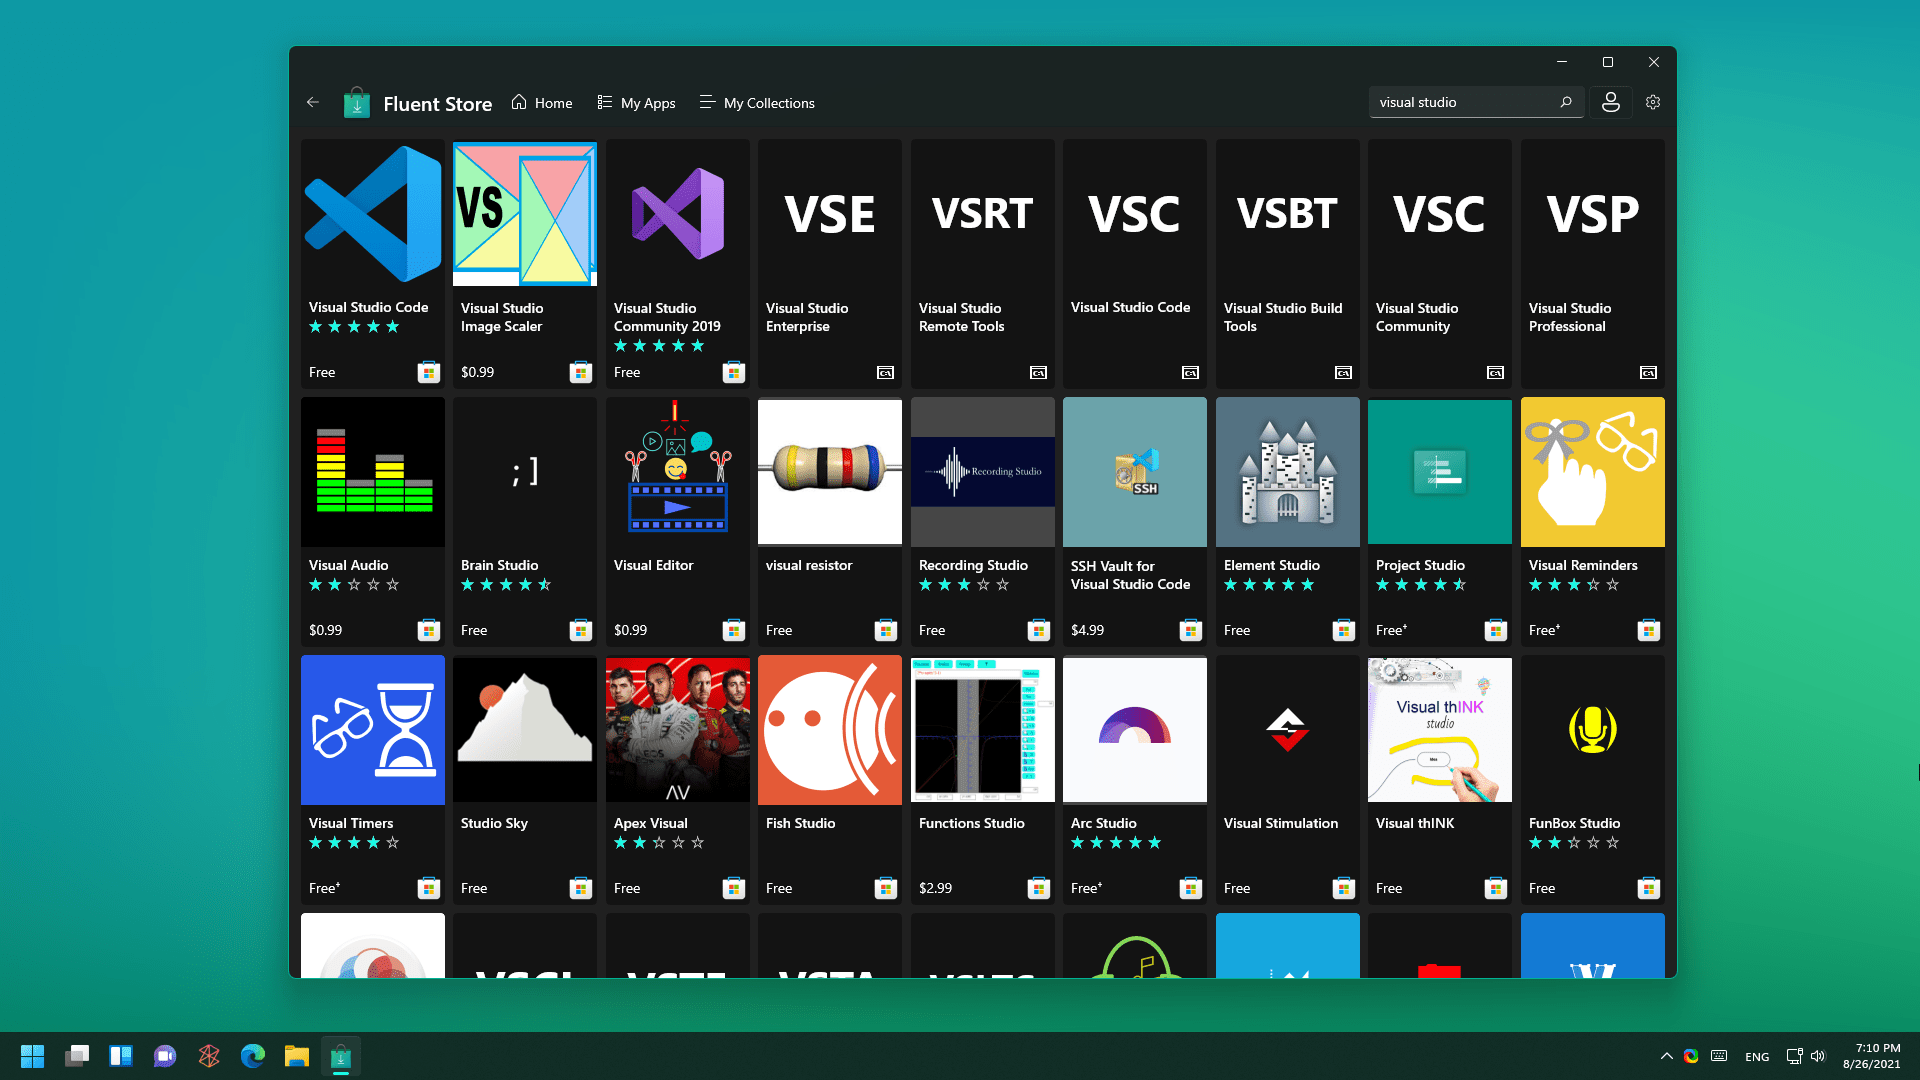 Fluent Store
Home
My Apps
My Collections
visual studio
VS
VSE
VSRT
VSC
VSBT
VSC
VSP
Visual Studio Code
Visual Studio
Image Scaler
Visual Studio
Community 2019
Visual Studio
Enterprise
Visual Studio
Remote Tools
Visual Studio Code
Visual Studio Build
Tools
Visual Studio
Community
Visual Studio
Professional
Free
$0.99
Free
;]
Recording Studio
SSH
Visual Audio
Brain Studio
Visual Editor
visual resistor
Recording Studio
SSH Vault for
Visual Studio Code
Element Studio
Project Studio
Visual Reminders
$0.99
Free
$0.99
Free
Free
$4.99
Free
Free⁺
Free⁺
Visual thINK
studio
Visual Timers
Studio Sky
Apex Visual
Fish Studio
Functions Studio
Arc Studio
Visual Stimulation
Visual thINK
FunBox Studio
Free⁺
Free
Free
Free
$2.99
Free⁺
Free
Free
Free
ENG
7:10 PM
8/26/2021